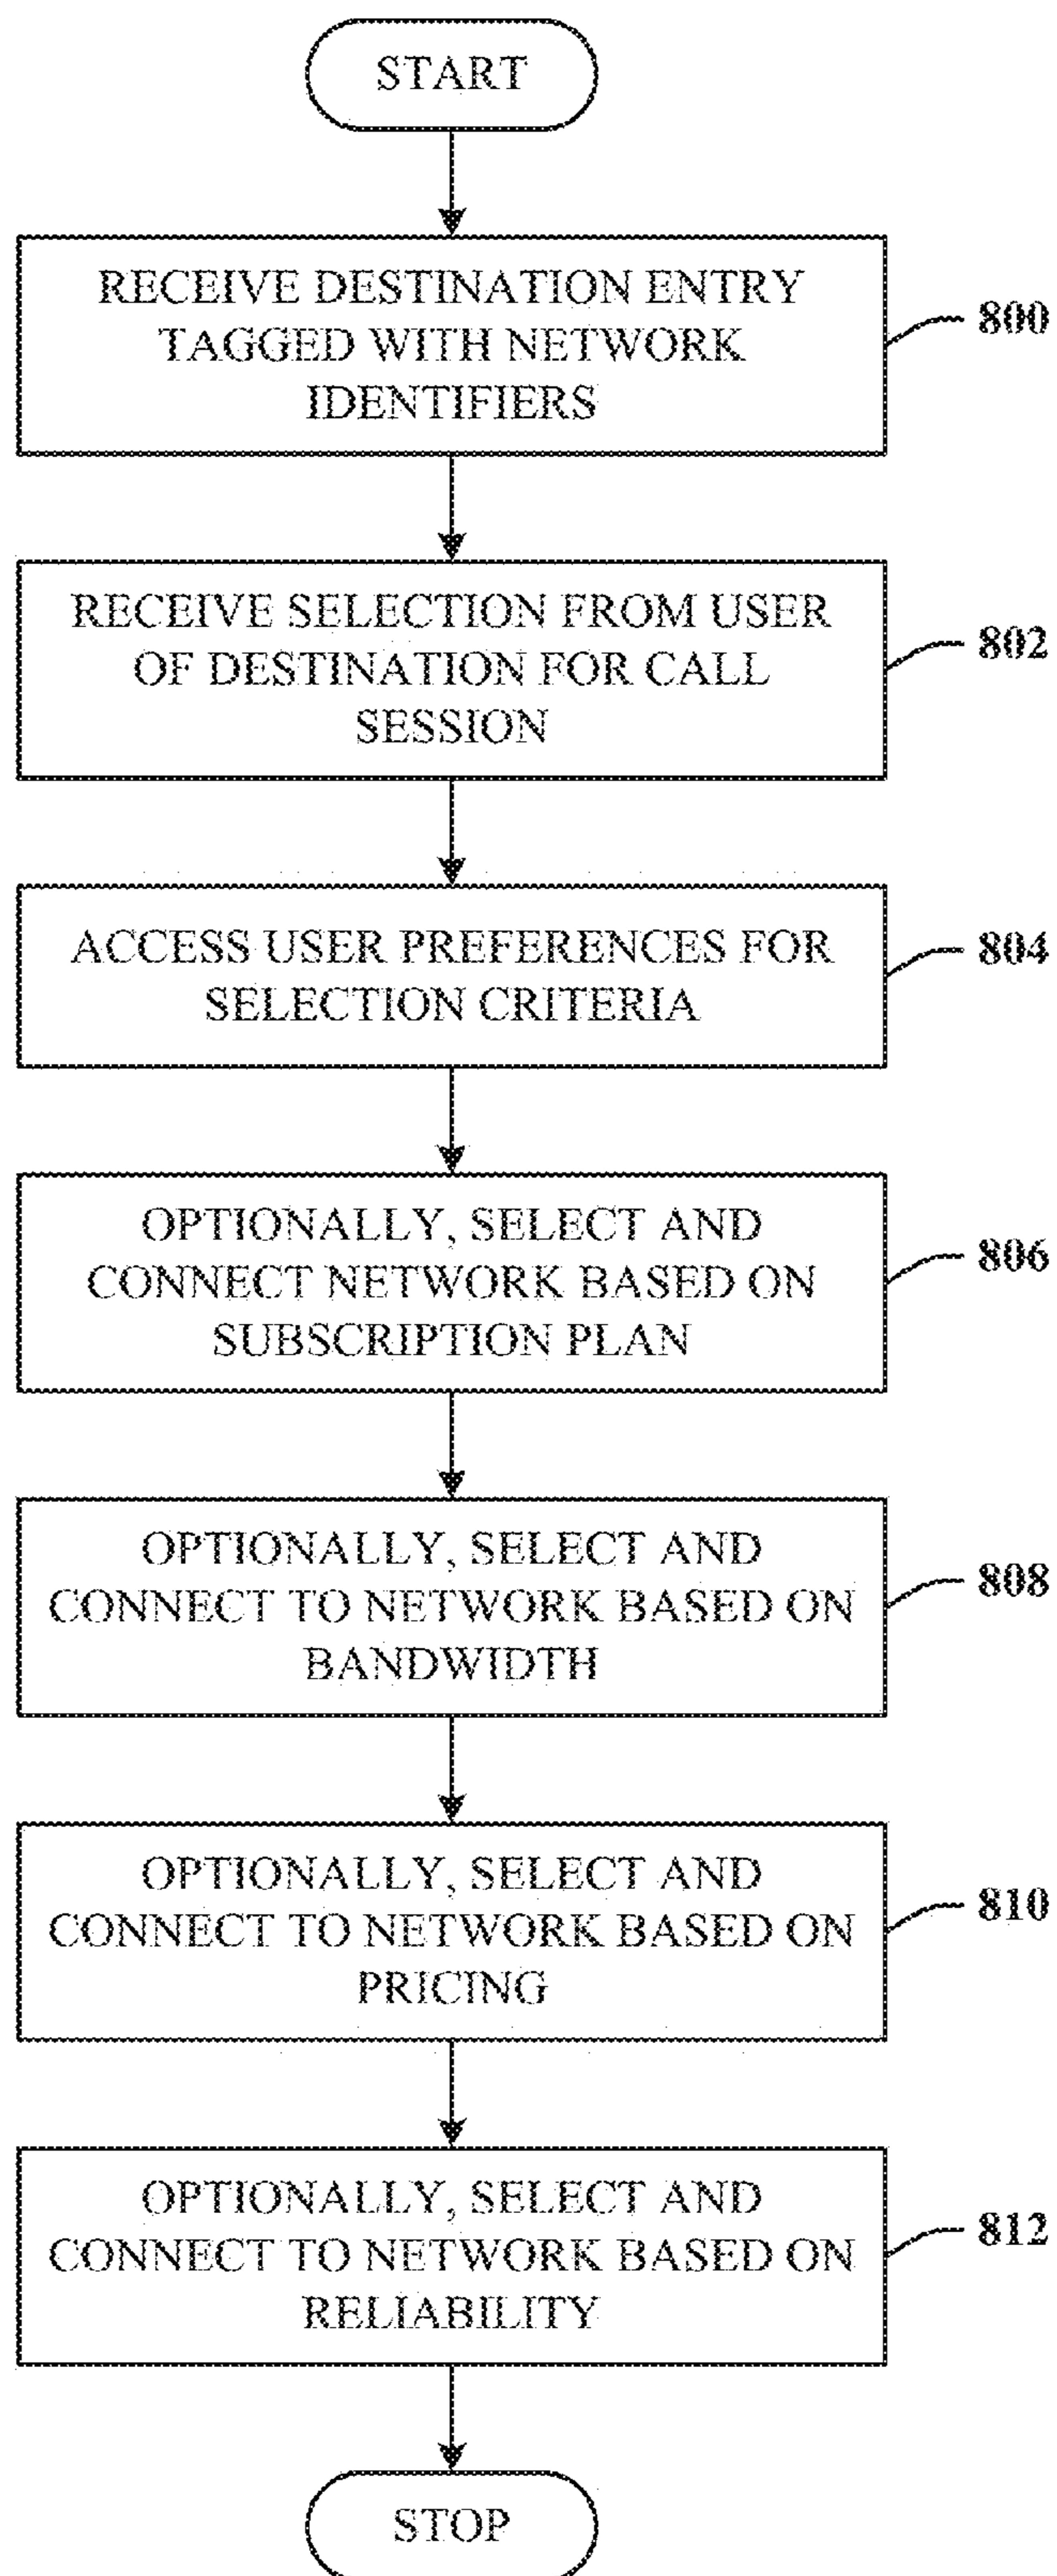 START
RECEIVE DESTINATION ENTRY
TAGGED WITH NETWORK
IDENTIFIERS
800
RECEIVE SELECTION FROM USER
OF DESTINATION FOR CALL
SESSION
802
ACCESS USER PREFERENCES FOR
SELECTION CRITERIA
804
OPTIONALLY, SELECT AND
CONNECT NETWORK BASED ON
SUBSCRIPTION PLAN
806
OPTIONALLY, SELECT AND
CONNECT TO NETWORK BASED ON
BANDWIDTH
808
OPTIONALLY, SELECT AND
CONNECT TO NETWORK BASED ON
PRICING
810
OPTIONALLY, SELECT AND
CONNECT TO NETWORK BASED ON
RELIABILITY
812
STOP